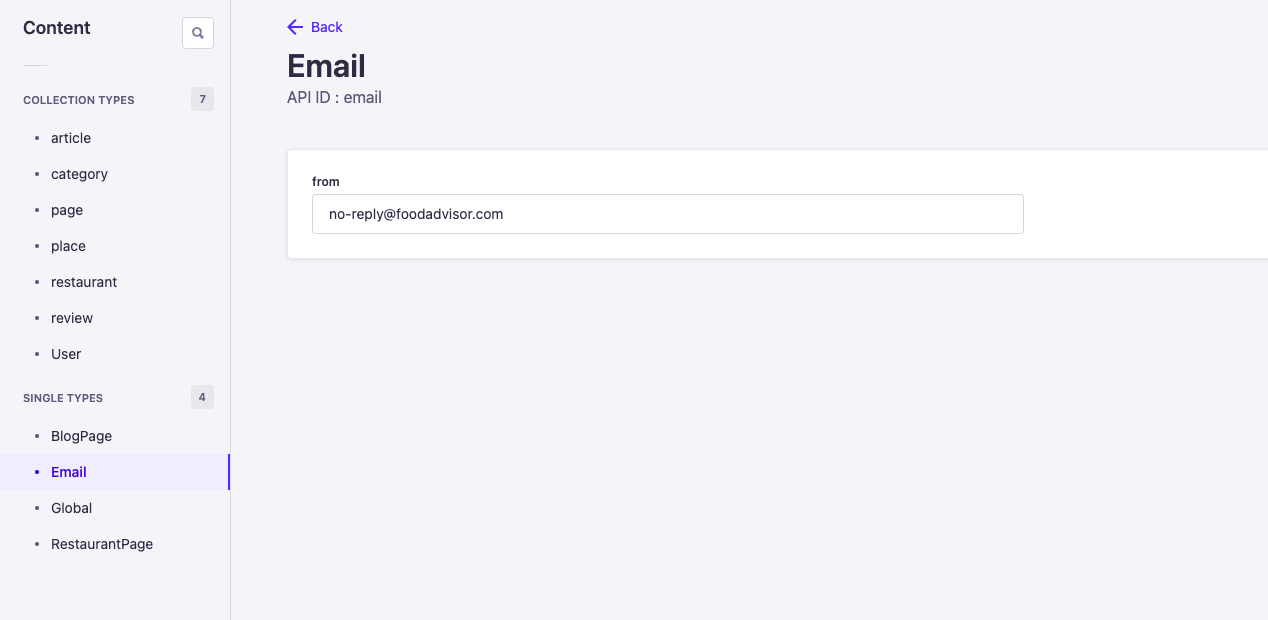 Content
COLLECTION TYPES 7
article
category
page
place
restaurant
review
User
SINGLE TYPES 4
BlogPage
Email
Global
RestaurantPage
Back
Email
API ID : email
from
no-reply@foodadvisor.com